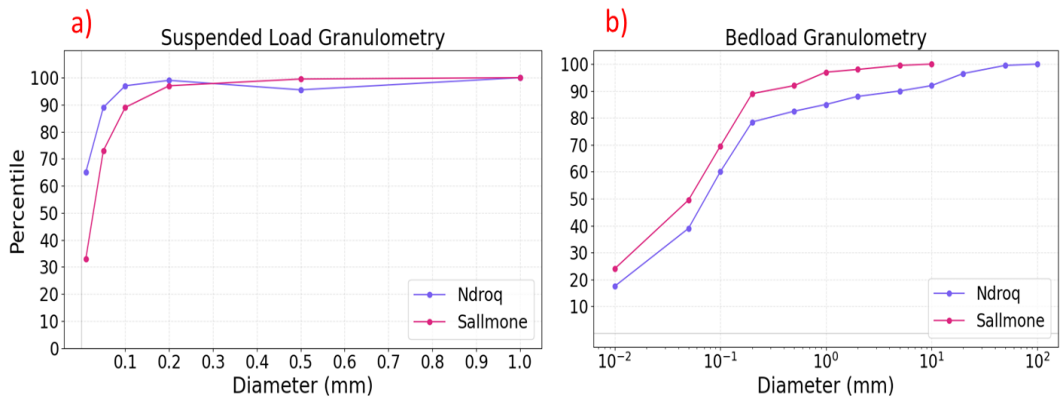 a)
Suspended Load Granulometry
Percentile
100
90
80
70
60
50
40
30
20
10
0
0.1 0.2 0.3 0.4 0.5 0.6 0.7 0.8 0.9 1.0
Diameter (mm)
Ndroq
Sallmone
b)
Bedload Granulometry
100
90
80
70
60
50
40
30
20
10
10⁻² 10⁻¹ 10⁰ 10¹ 10²
Diameter (mm)
Ndroq
Sallmone